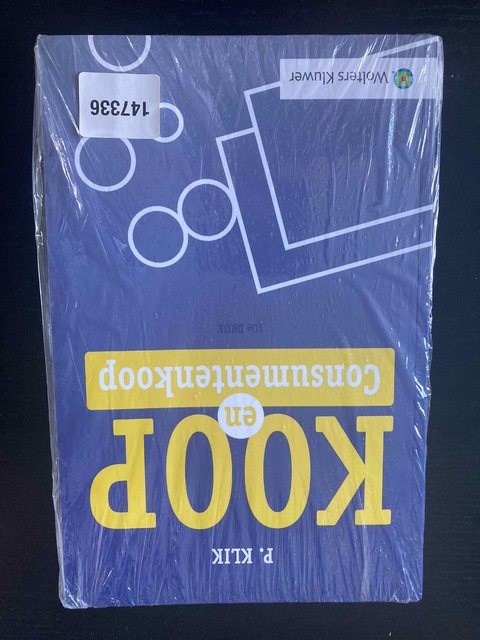 P. KLIK
KOOP
en
Consumentenkoop
10e DRUK
147336
Wolters Kluwer